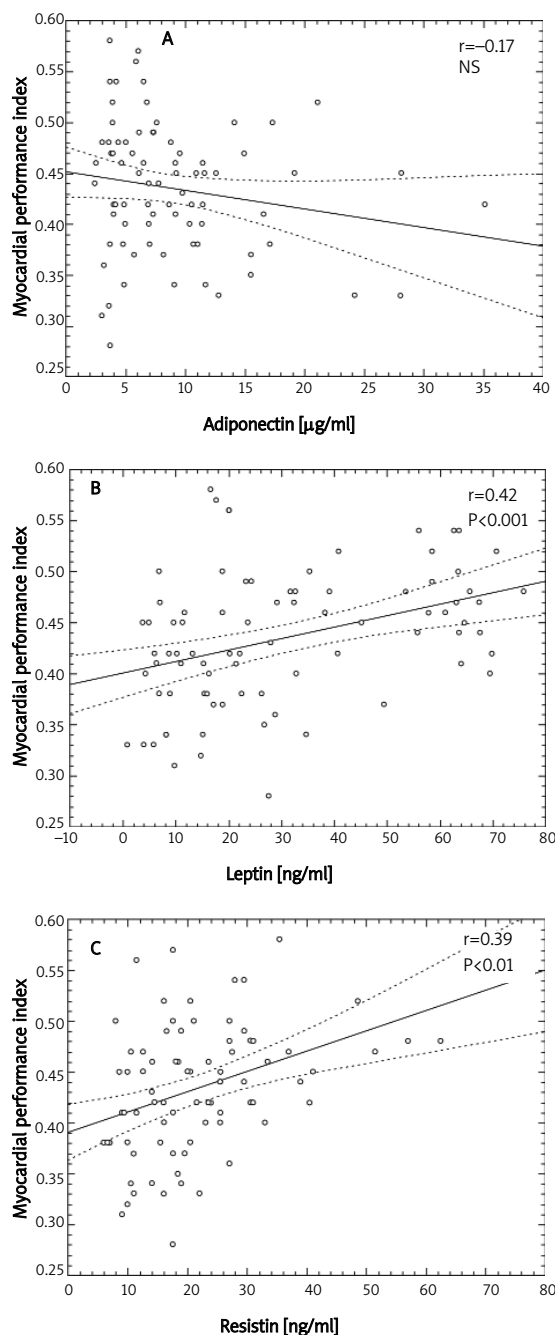 0.60
A
r=–0.17
NS
0.55
0.50
0.45
0.40
0.35
0.30
0.25
Myocardial performance index
0 5 10 15 20 25 30 35 40
Adiponectin [µg/ml]
0.60
B
r=0.42
P<0.001
0.55
0.50
0.45
0.40
0.35
0.30
0.25
Myocardial performance index
–10 0 10 20 30 40 50 60 70 80
Leptin [ng/ml]
0.60
C
r=0.39
P<0.01
0.55
0.50
0.45
0.40
0.35
0.30
0.25
Myocardial performance index
0 10 20 30 40 50 60 70 80
Resistin [ng/ml]